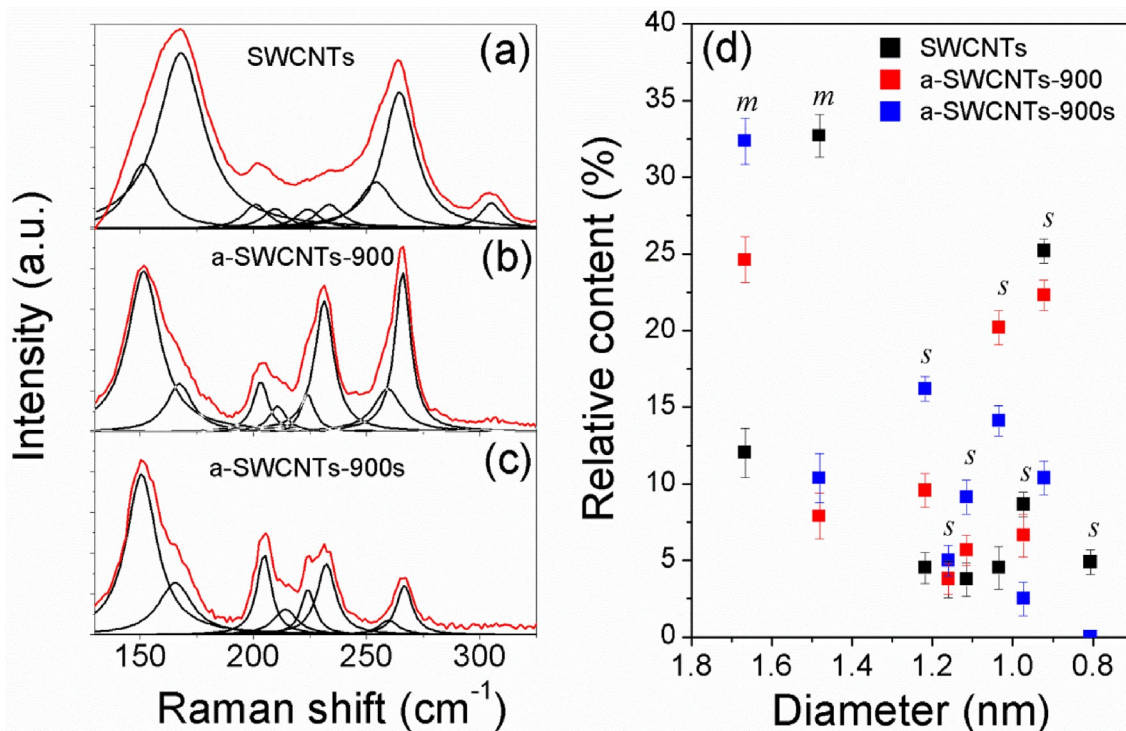 (a)
SWCNTs
(b)
a-SWCNTs-900
(c)
a-SWCNTs-900s
Intensity (a.u.)
150 200 250 300
Raman shift (cm⁻¹)
(d)
SWCNTs
a-SWCNTs-900
a-SWCNTs-900s
m
m
s
s
s
s
s
s
s
Relative content (%)
40
35
30
25
20
15
10
5
0
1.8 1.6 1.4 1.2 1.0 0.8
Diameter (nm)